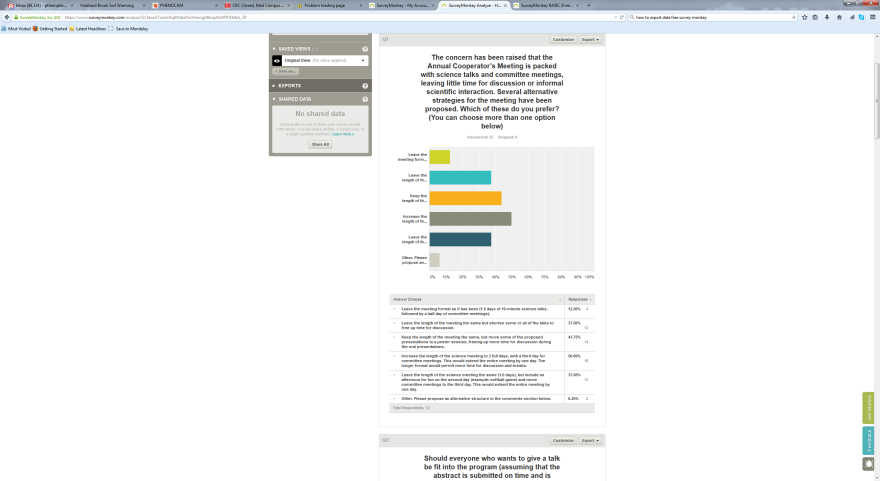 Hubbard Brook Soil Warming
PHENOCAM
CRC Closed, Med Campus ...
Problem loading page
SurveyMonkey - My Accou...
SurveyMonkey Analyze - H...
SurveyMonkey BASIC (Free...
how to export data free survey monkey
Most Visited Getting Started Latest Headlines Save to Mendeley
SAVED VIEWS
Original View (No rules applied)
+ Save as...
EXPORTS
SHARED DATA
No shared data
Learn more »
Share All
Q1
Customize Export
The concern has been raised that the
Annual Cooperator's Meeting is packed
with science talks and committee meetings,
leaving little time for discussion or informal
scientific interaction. Several alternative
strategies for the meeting have been
proposed. Which of these do you prefer?
(You can choose more than one option
below)
Answered: 32 Skipped: 0
Leave the
meeting form...
Leave the
length of th...
Keep the
length of th...
Increase the
length of th...
Leave the
length of th...
Other. Please
propose an...
0% 10% 20% 30% 40% 50% 60% 70% 80% 90% 100%
Answer Choices Responses
Leave the meeting format as it has been (1.5 days of 10-minute science talks,
followed by a half day of committee meetings) 12.50% 4
Leave the length of the meeting the same but shorten some or all of the talks to
free up time for discussion. 37.50% 12
Keep the length of the meeting the same, but move some of the proposed
presentations to a poster session, freeing up more time for discussion during
the oral presentations. 43.75% 14
Increase the length of the science meeting to 2 full days, with a third day for
committee meetings. This would extend the entire meeting by one day. The
longer format would permit more time for discussion and breaks. 50.00% 16
Leave the length of the science meeting the same (1.5 days), but include an
afternoon for fun on the second day (example: softball game) and move
committee meetings to the third day. This would extend the entire meeting by
one day. 37.50% 12
Other. Please propose an alternative structure in the comments section below. 6.25% 2
Total Respondents: 32
Get Started
Feedback
Q2
Customize Export
Should everyone who wants to give a talk
be fit into the program (assuming that the
abstract is submitted on time and is